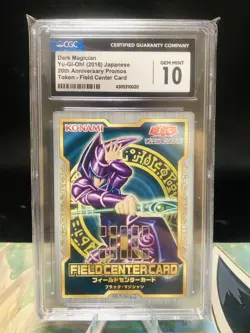 CGC
CERTIFIED GUARANTY COMPANY
Dark Magician
Yu-Gi-Oh! (2018) Japanese
20th Anniversary Promos
Token - Field Center Card
GEM MINT
10
KONAMI
FIELD CENTER CARD
フィールドセンターカード
ブラック・マジシャン